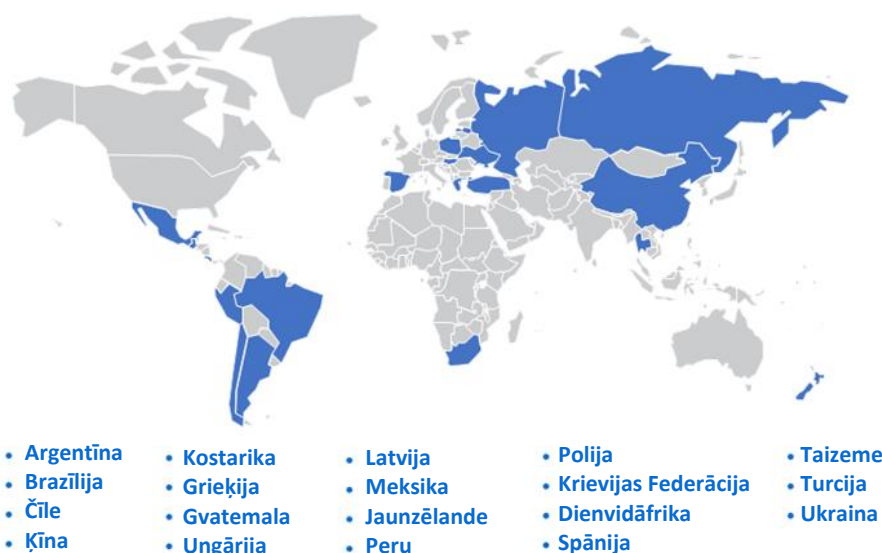 • Argentīna
• Brazīlija
• Čīle
• Ķīna
• Kostarika
• Grieķija
• Gvatemala
• Ungārija
• Latvija
• Meksika
• Jaunzēlande
• Peru
• Polija
• Krievijas Federācija
• Dienvidāfrika
• Spānija
• Taizeme
• Turcija
• Ukraina